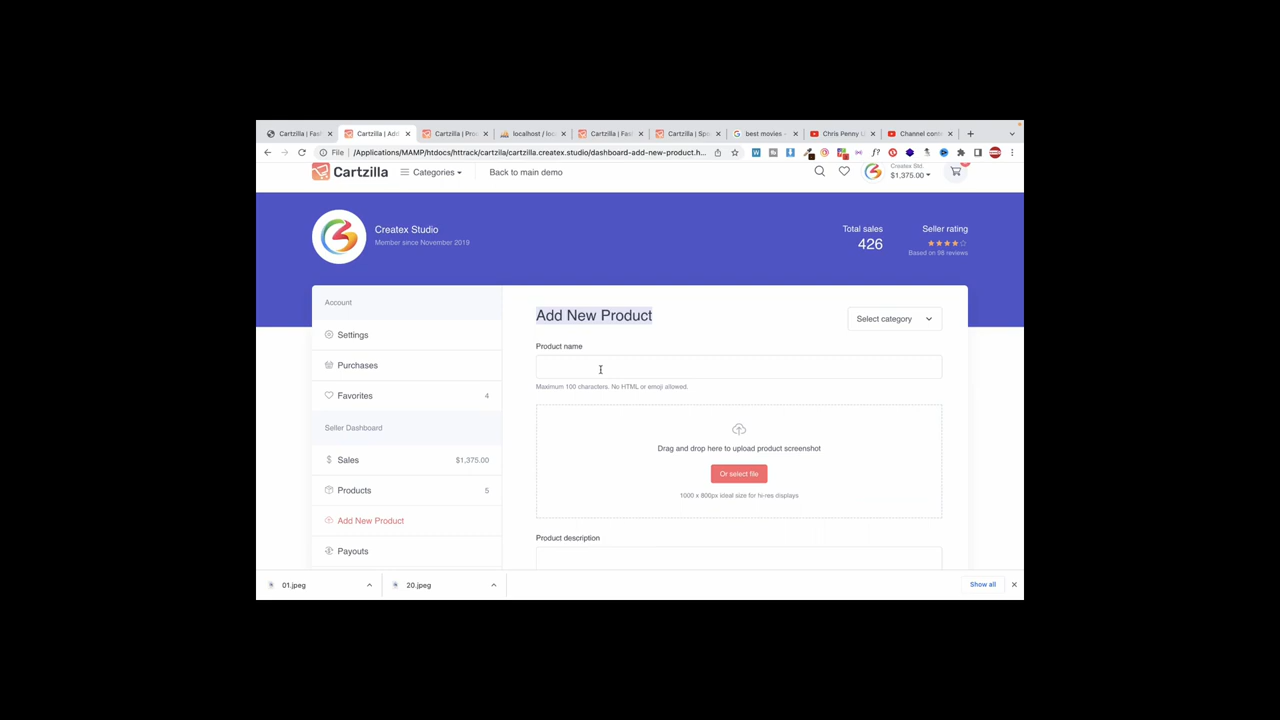 Cartzilla | Fas
Cartzilla | Add
Cartzilla | Pro
localhost / loc
Cartzilla | Fas
Cartzilla | Spo
best movies -
Chris Penny U
Channel cont
File
/Applications/MAMP/htdocs/httrack/cartzilla/cartzilla.createx.studio/dashboard-add-new-product.h...
Cartzilla
Categories
Back to main demo
Createx Std.
$1,375.00
Createx Studio
Member since November 2019
Total sales
426
Seller rating
Based on 98 reviews
Account
Settings
Purchases
Favorites 4
Seller Dashboard
Sales $1,375.00
Products 5
Add New Product
Payouts
Add New Product
Select category
Product name
Maximum 100 characters. No HTML or emoji allowed.
Drag and drop here to upload product screenshot
Or select file
1000 x 800px ideal size for hi-res displays
Product description
01.jpeg
20.jpeg
Show all